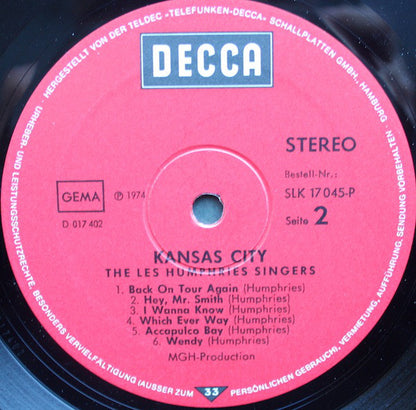 HERGESTELLT VON DER TELDEC »TELEFUNKEN-DECCA« SCHALLPLATTEN GMBH., HAMBURG
DECCA
STEREO
Bestell-Nr.:
SLK 17 045-P
Seite 2
GEMA
℗ 1974
D 017 402
KANSAS CITY
THE LES HUMPHRIES SINGERS
1. Back On Tour Again (Humphries)
2. Hey, Mr. Smith (Humphries)
3. I Wanna Know (Humphries)
4. Which Ever Way (Humphries)
5. Accapulco Bay (Humphries)
6. Wendy (Humphries)
MGH-Production
URHEBER- UND LEISTUNGSSCHUTZRECHTE, BESONDERS VERVIELFÄLTIGUNG (AUSSER ZUM 33 PERSÖNLICHEN GEBRAUCH), VERMIETUNG, AUFFÜHRUNG, SENDUNG VORBEHALTEN